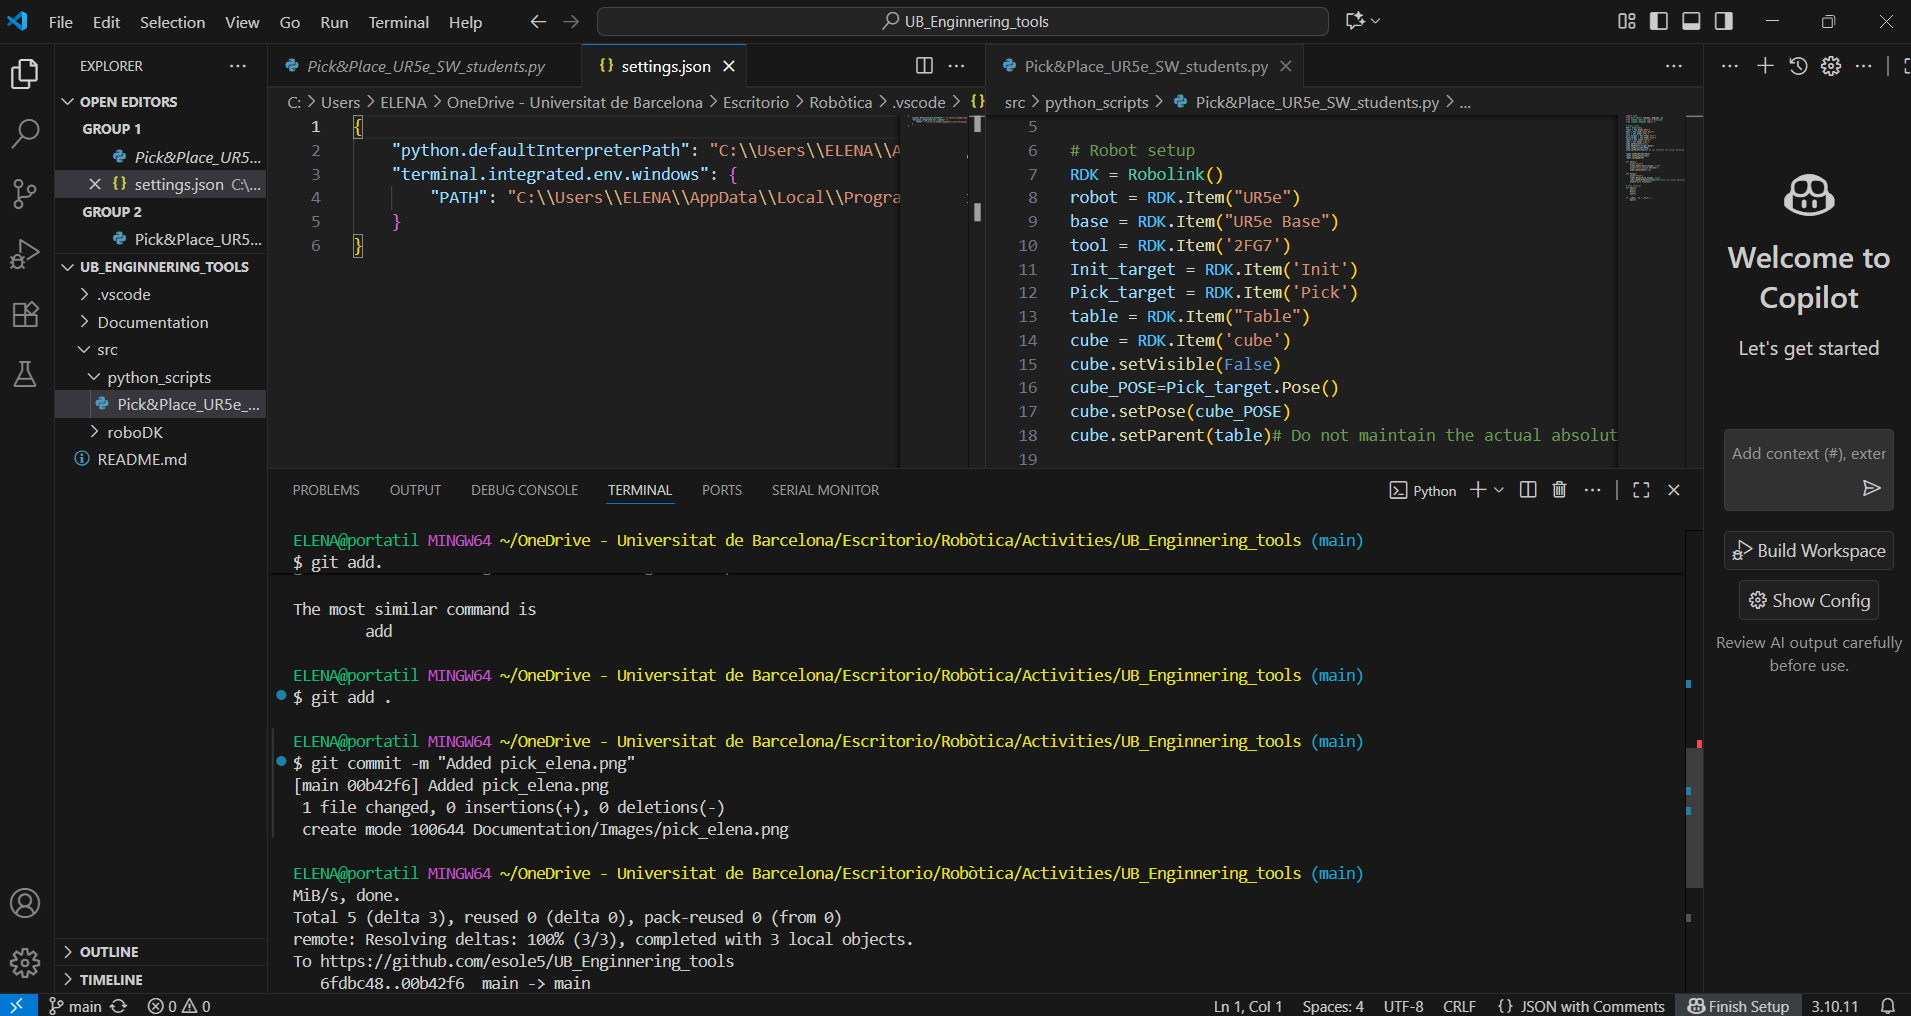 File Edit Selection View Go Run Terminal Help
UB_Enginnering_tools
EXPLORER
OPEN EDITORS
GROUP 1
Pick&Place_UR5...
settings.json C:\...
GROUP 2
Pick&Place_UR5...
UB_ENGINNERING_TOOLS
.vscode
Documentation
src
python_scripts
Pick&Place_UR5e_...
roboDK
README.md
OUTLINE
TIMELINE
Pick&Place_UR5e_SW_students.py
{} settings.json
C: > Users > ELENA > OneDrive - Universitat de Barcelona > Escritorio > Robòtica > .vscode > {}
1 {
2 "python.defaultInterpreterPath": "C:\\Users\\ELENA\\A
3 "terminal.integrated.env.windows": {
4 "PATH": "C:\\Users\\ELENA\\AppData\\Local\\Progra
5 }
6 }
Pick&Place_UR5e_SW_students.py
src > python_scripts > Pick&Place_UR5e_SW_students.py > ...
5
6 # Robot setup
7 RDK = Robolink()
8 robot = RDK.Item("UR5e")
9 base = RDK.Item("UR5e Base")
10 tool = RDK.Item('2FG7')
11 Init_target = RDK.Item('Init')
12 Pick_target = RDK.Item('Pick')
13 table = RDK.Item("Table")
14 cube = RDK.Item('cube')
15 cube.setVisible(False)
16 cube_POSE=Pick_target.Pose()
17 cube.setPose(cube_POSE)
18 cube.setParent(table)# Do not maintain the actual absolut
19
PROBLEMS OUTPUT DEBUG CONSOLE TERMINAL PORTS SERIAL MONITOR
Python
ELENA@portatil MINGW64 ~/OneDrive - Universitat de Barcelona/Escritorio/Robòtica/Activities/UB_Enginnering_tools (main)
$ git add.
The most similar command is
add
ELENA@portatil MINGW64 ~/OneDrive - Universitat de Barcelona/Escritorio/Robòtica/Activities/UB_Enginnering_tools (main)
$ git add .
ELENA@portatil MINGW64 ~/OneDrive - Universitat de Barcelona/Escritorio/Robòtica/Activities/UB_Enginnering_tools (main)
$ git commit -m "Added pick_elena.png"
[main 00b42f6] Added pick_elena.png
1 file changed, 0 insertions(+), 0 deletions(-)
create mode 100644 Documentation/Images/pick_elena.png
ELENA@portatil MINGW64 ~/OneDrive - Universitat de Barcelona/Escritorio/Robòtica/Activities/UB_Enginnering_tools (main)
MiB/s, done.
Total 5 (delta 3), reused 0 (delta 0), pack-reused 0 (from 0)
remote: Resolving deltas: 100% (3/3), completed with 3 local objects.
To https://github.com/esole5/UB_Enginnering_tools
6fdbc48..00b42f6 main -> main
Welcome to
Copilot
Let's get started
Add context (#), exter
Build Workspace
Show Config
Review AI output carefully
before use.
main 0 0
Ln 1, Col 1 Spaces: 4 UTF-8 CRLF {} JSON with Comments Finish Setup 3.10.11